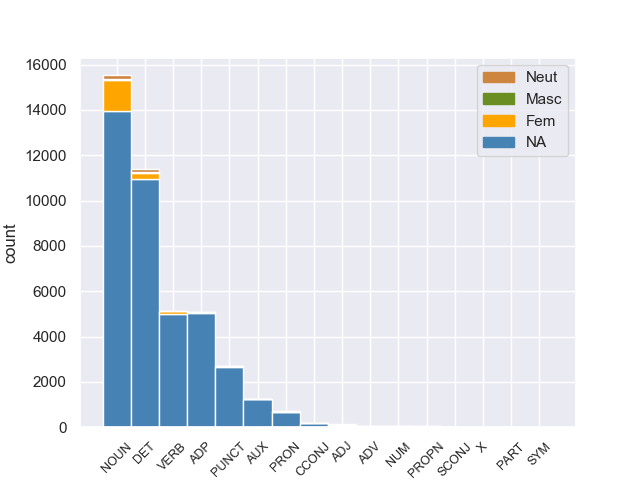 16000
14000
12000
10000
8000
6000
4000
2000
0
count
Neut
Masc
Fem
NA
NOUN
DET
VERB
ADP
PUNCT
AUX
PRON
CCONJ
ADJ
ADV
NUM
PROPN
SCONJ
X
PART
SYM